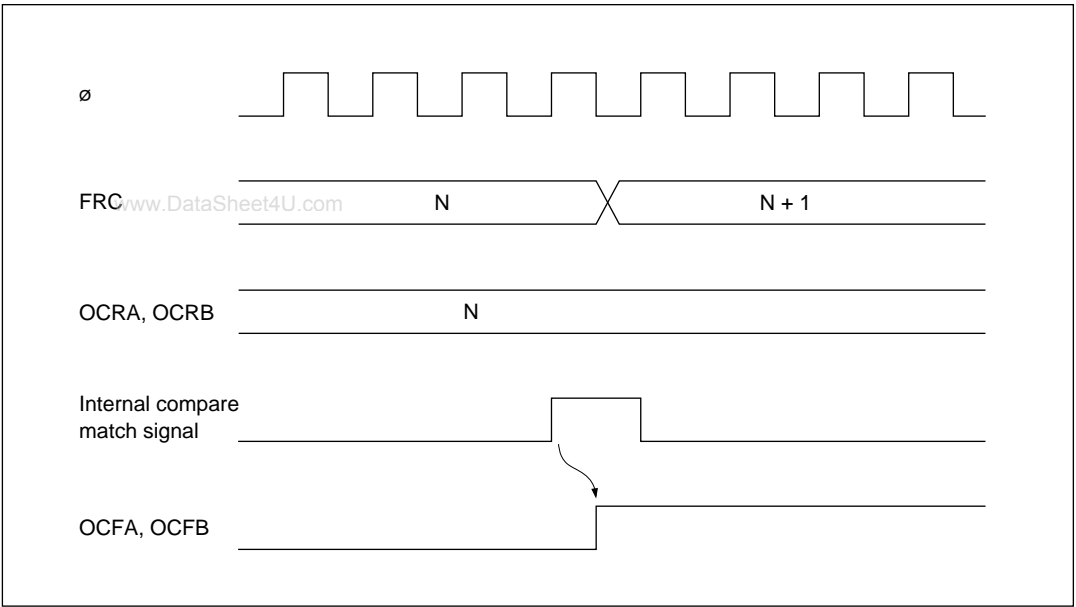 ø
FRC
www.DataSheet4U.com
N
N + 1
OCRA, OCRB
N
Internal compare
match signal
OCFA, OCFB